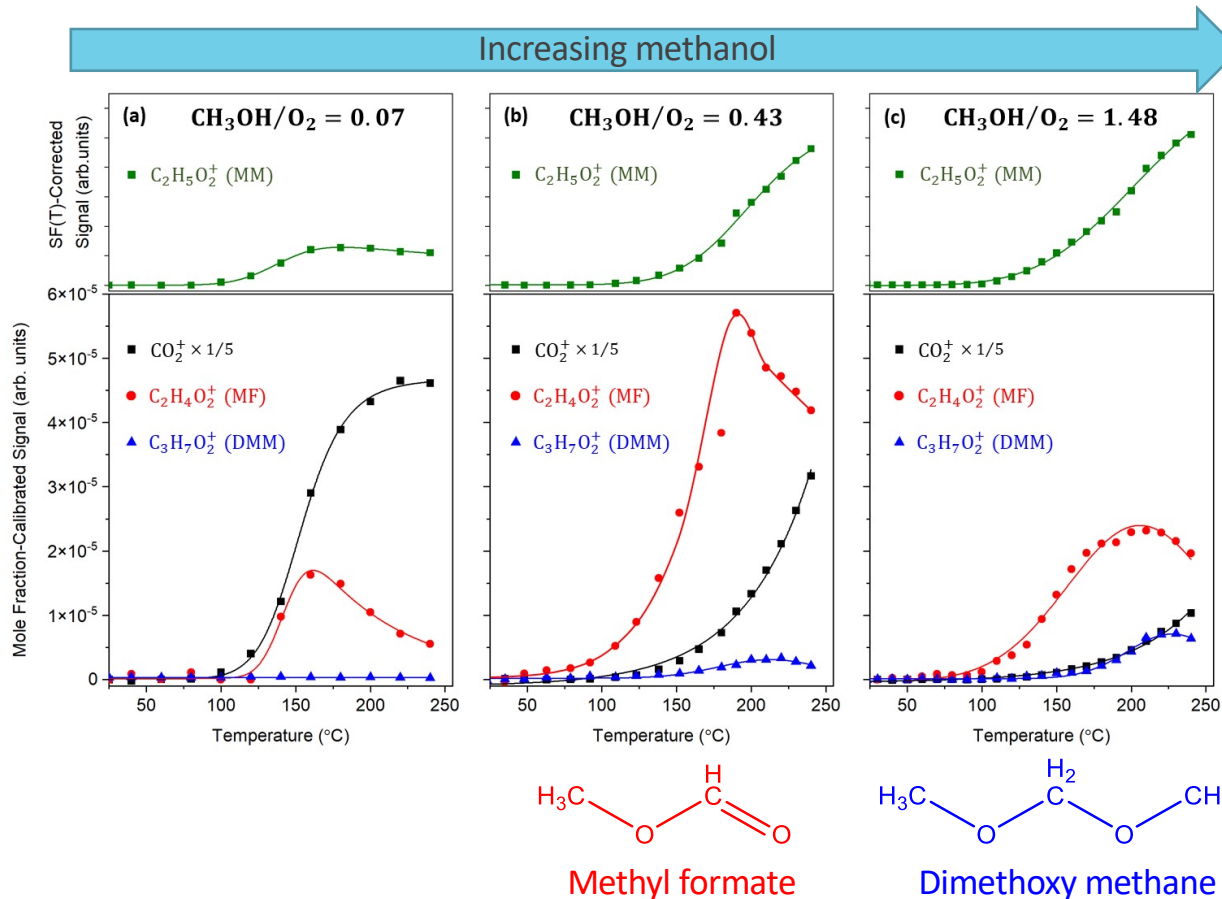 Increasing methanol
(a) CH₃OH/O₂ = 0.07
(b) CH₃OH/O₂ = 0.43
(c) CH₃OH/O₂ = 1.48
SF(T)-Corrected
Signal (arb.units)
C₂H₅O₂⁺ (MM)
C₂H₅O₂⁺ (MM)
C₂H₅O₂⁺ (MM)
Mole Fraction-Calibrated Signal (arb. units)
6×10⁻⁵
5×10⁻⁵
4×10⁻⁵
3×10⁻⁵
2×10⁻⁵
1×10⁻⁵
0
CO₂⁺ × 1/5
C₂H₄O₂⁺ (MF)
C₃H₇O₂⁺ (DMM)
CO₂⁺ × 1/5
C₂H₄O₂⁺ (MF)
C₃H₇O₂⁺ (DMM)
CO₂⁺ × 1/5
C₂H₄O₂⁺ (MF)
C₃H₇O₂⁺ (DMM)
50 100 150 200 250
50 100 150 200 250
50 100 150 200 250
Temperature (°C)
Temperature (°C)
Temperature (°C)
H
H₃C C
O O
Methyl formate
H₂
H₃C C CH
O O
Dimethoxy methane